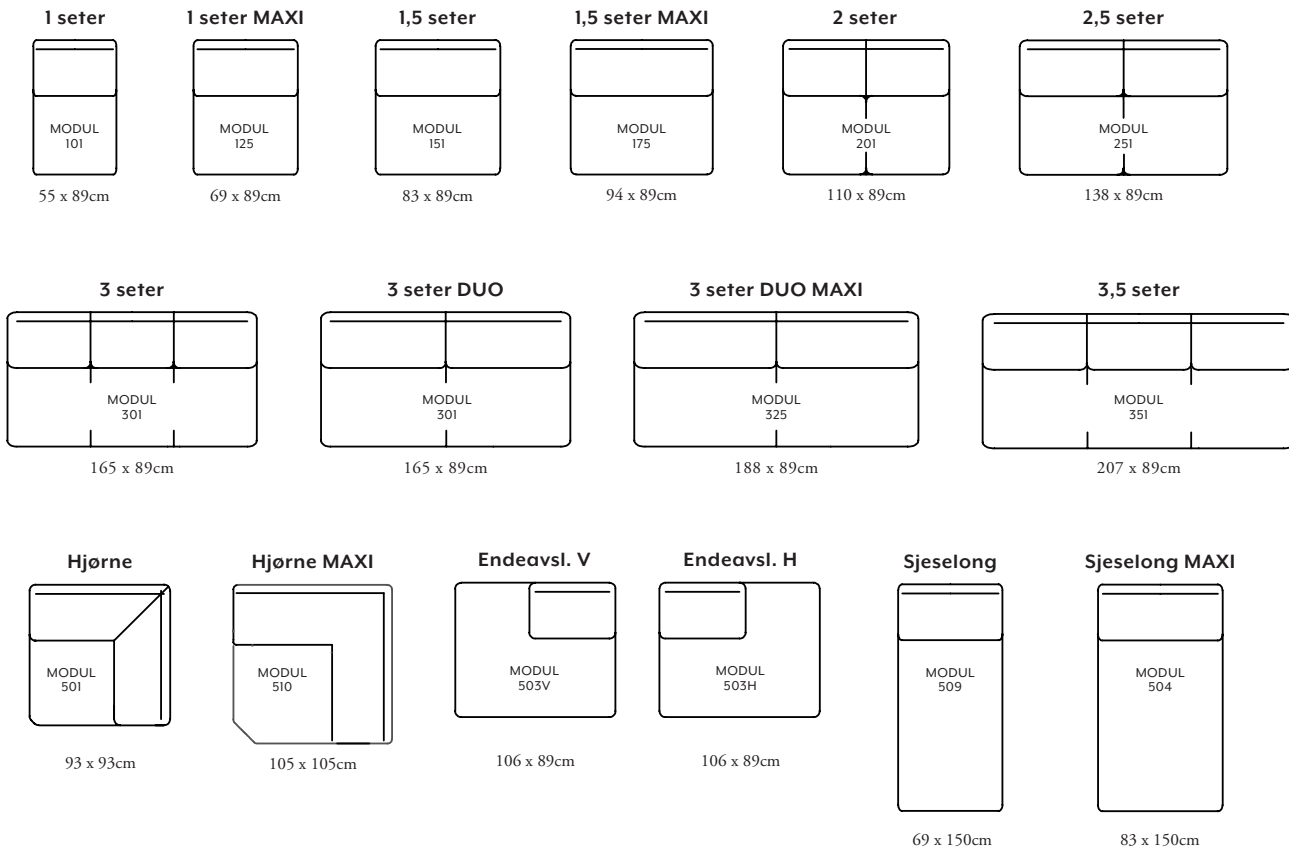 1 seter
1 seter MAXI
1,5 seter
1,5 seter MAXI
2 seter
2,5 seter
MODUL
101
MODUL
125
MODUL
151
MODUL
175
MODUL
201
MODUL
251
55 x 89cm
69 x 89cm
83 x 89cm
94 x 89cm
110 x 89cm
138 x 89cm
3 seter
3 seter DUO
3 seter DUO MAXI
3,5 seter
MODUL
301
MODUL
301
MODUL
325
MODUL
351
165 x 89cm
165 x 89cm
188 x 89cm
207 x 89cm
Hjørne
Hjørne MAXI
Endeavsl. V
Endeavsl. H
Sjeselong
Sjeselong MAXI
MODUL
501
MODUL
510
MODUL
503V
MODUL
503H
MODUL
509
MODUL
504
93 x 93cm
105 x 105cm
106 x 89cm
106 x 89cm
69 x 150cm
83 x 150cm